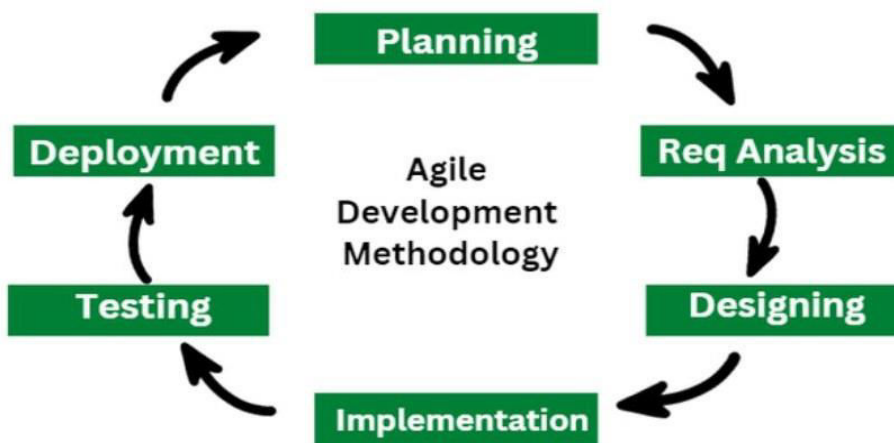 Planning
Req Analysis
Designing
Implementation
Testing
Deployment
Agile
Development
Methodology